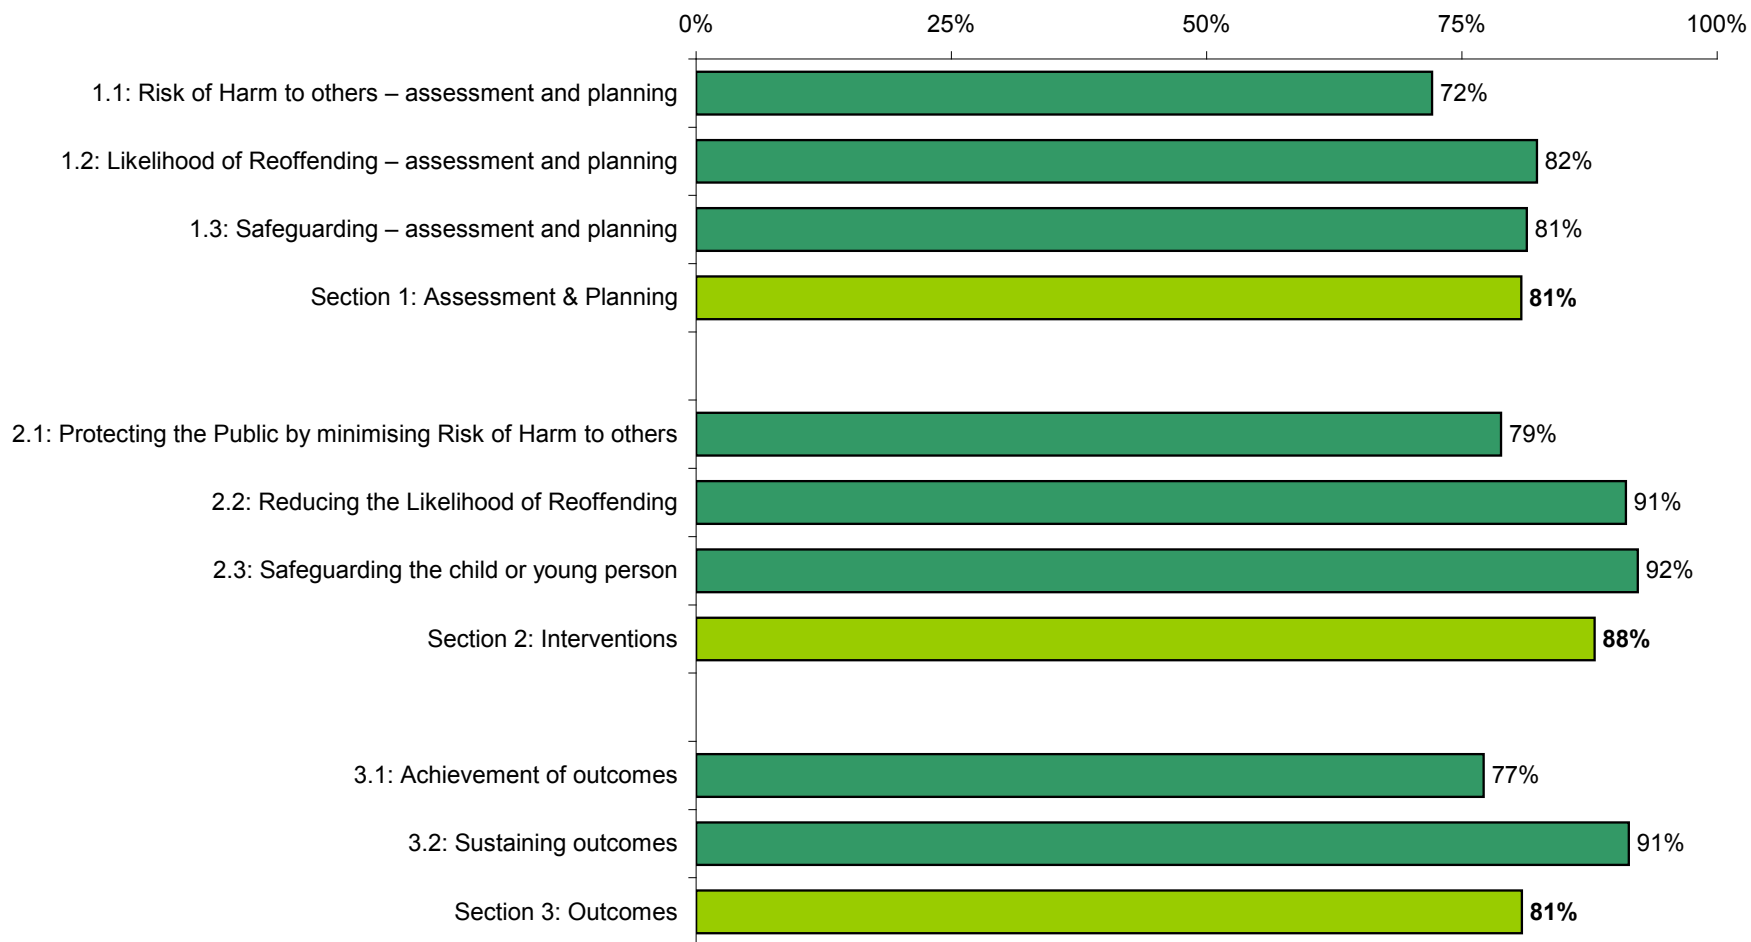 0% 25% 50% 75% 100%
1.1: Risk of Harm to others – assessment and planning 72%
1.2: Likelihood of Reoffending – assessment and planning 82%
1.3: Safeguarding – assessment and planning 81%
Section 1: Assessment & Planning 81%
2.1: Protecting the Public by minimising Risk of Harm to others 79%
2.2: Reducing the Likelihood of Reoffending 91%
2.3: Safeguarding the child or young person 92%
Section 2: Interventions 88%
3.1: Achievement of outcomes 77%
3.2: Sustaining outcomes 91%
Section 3: Outcomes 81%